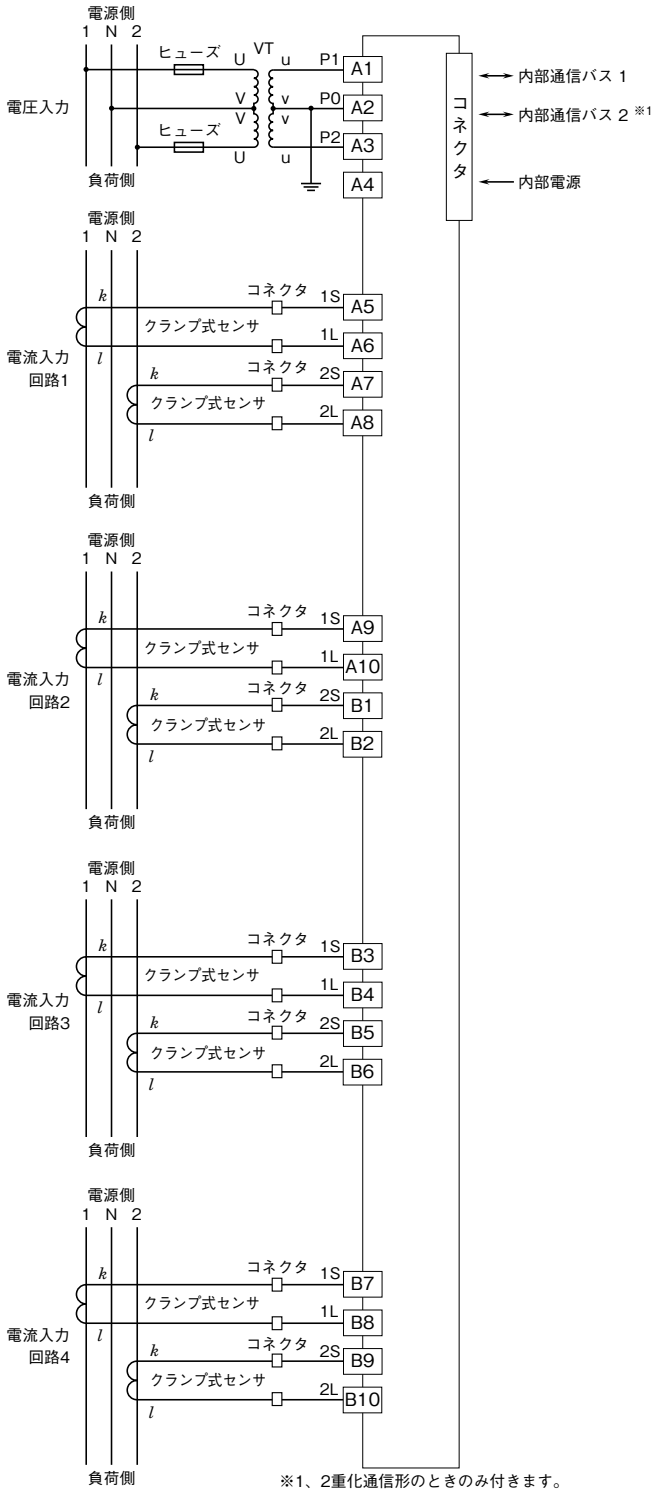 電源側
1 N 2
ヒューズ
U VT u P1 A1
電圧入力
V v P0 A2
V v
ヒューズ
U u P2 A3
A4
負荷側
コネクタ
内部通信バス 1
内部通信バス 2 ※1
内部電源
電源側
1 N 2
k コネクタ 1S A5
クランプ式センサ
l 1L A6
電流入力
回路1
k コネクタ 2S A7
クランプ式センサ
l 2L A8
負荷側
電源側
1 N 2
k コネクタ 1S A9
クランプ式センサ
l 1L A10
電流入力
回路2
k コネクタ 2S B1
クランプ式センサ
l 2L B2
負荷側
電源側
1 N 2
k コネクタ 1S B3
クランプ式センサ
l 1L B4
電流入力
回路3
k コネクタ 2S B5
クランプ式センサ
l 2L B6
負荷側
電源側
1 N 2
k コネクタ 1S B7
クランプ式センサ
l 1L B8
電流入力
回路4
k コネクタ 2S B9
クランプ式センサ
l 2L B10
負荷側
※1、2重化通信形のときのみ付きます。